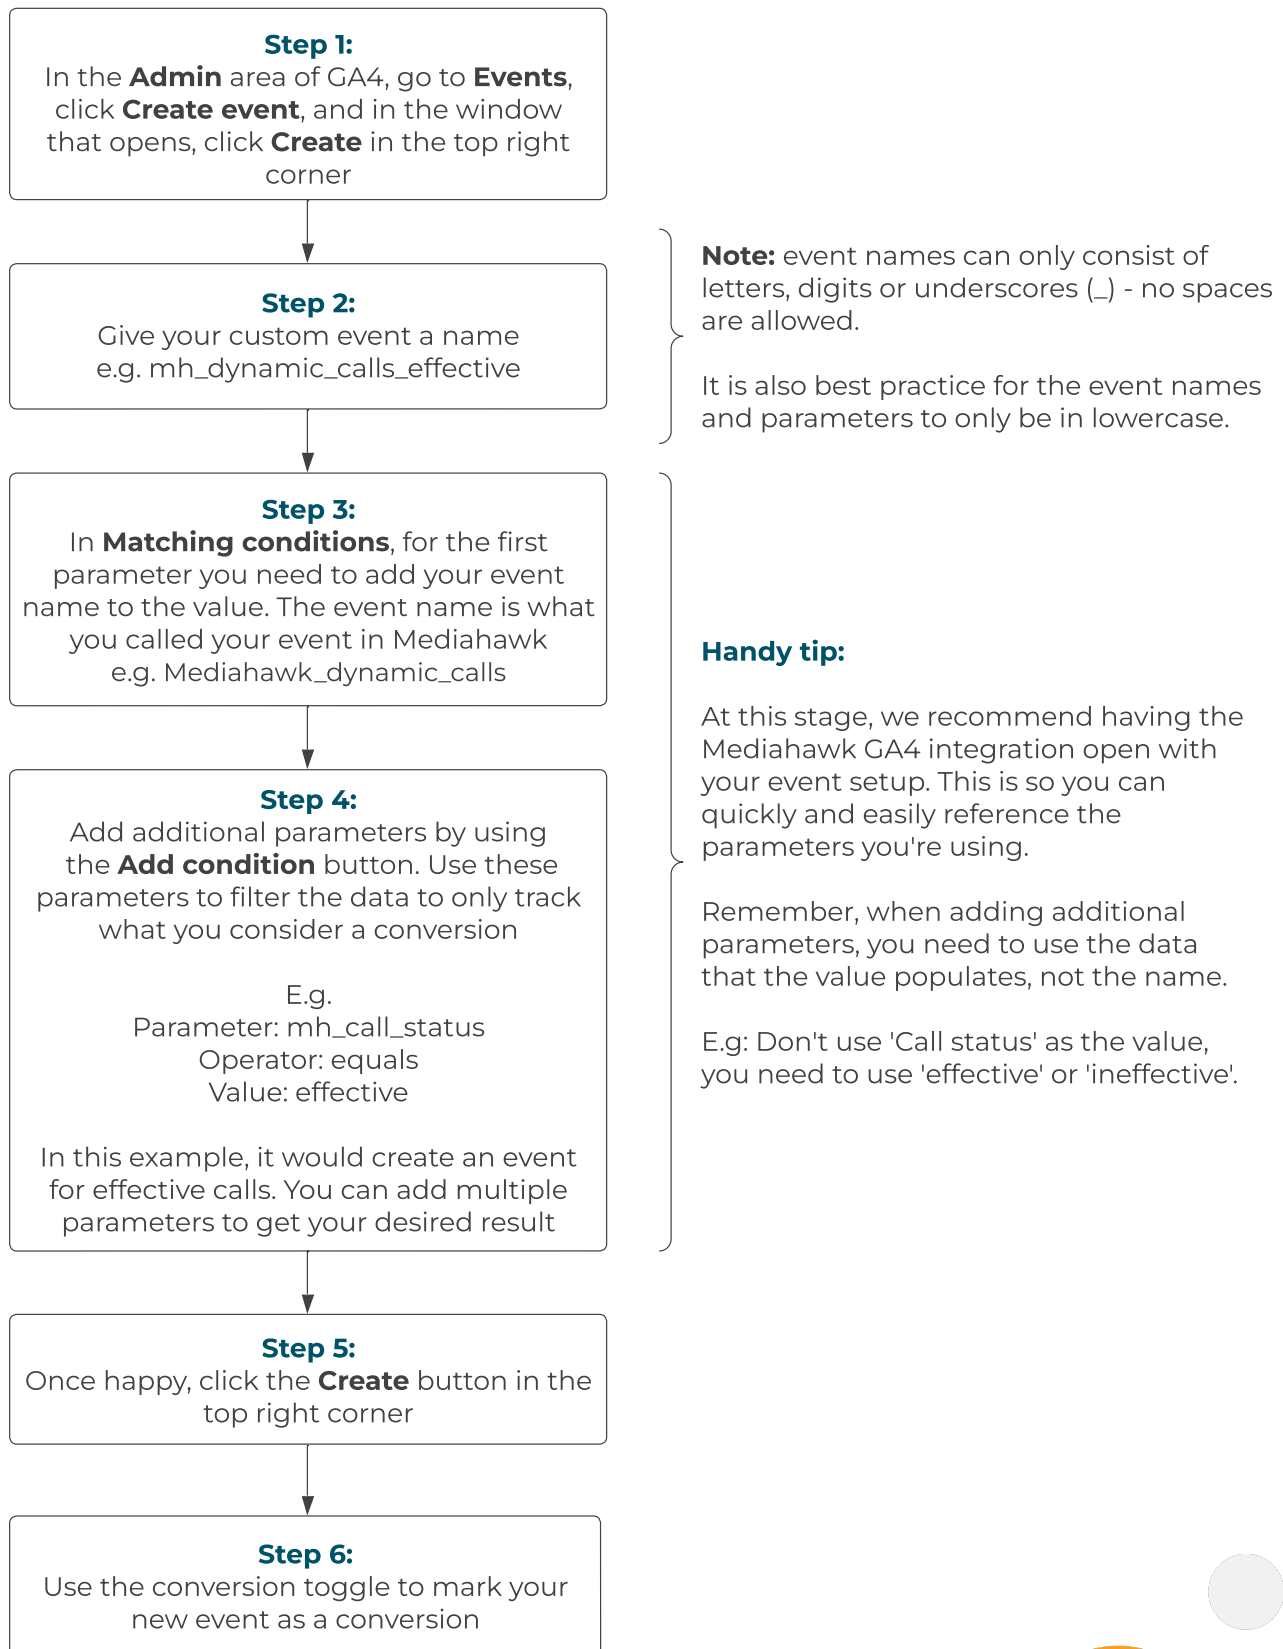 Step 1:
In the Admin area of GA4, go to Events,
click Create event, and in the window
that opens, click Create in the top right
corner
Step 2:
Give your custom event a name
e.g. mh_dynamic_calls_effective
Note: event names can only consist of
letters, digits or underscores (_) - no spaces
are allowed.
It is also best practice for the event names
and parameters to only be in lowercase.
Step 3:
In Matching conditions, for the first
parameter you need to add your event
name to the value. The event name is what
you called your event in Mediahawk
e.g. Mediahawk_dynamic_calls
Step 4:
Add additional parameters by using
the Add condition button. Use these
parameters to filter the data to only track
what you consider a conversion
E.g.
Parameter: mh_call_status
Operator: equals
Value: effective
In this example, it would create an event
for effective calls. You can add multiple
parameters to get your desired result
Handy tip:
At this stage, we recommend having the
Mediahawk GA4 integration open with
your event setup. This is so you can
quickly and easily reference the
parameters you're using.
Remember, when adding additional
parameters, you need to use the data
that the value populates, not the name.
E.g: Don't use 'Call status' as the value,
you need to use 'effective' or 'ineffective'.
Step 5:
Once happy, click the Create button in the
top right corner
Step 6:
Use the conversion toggle to mark your
new event as a conversion